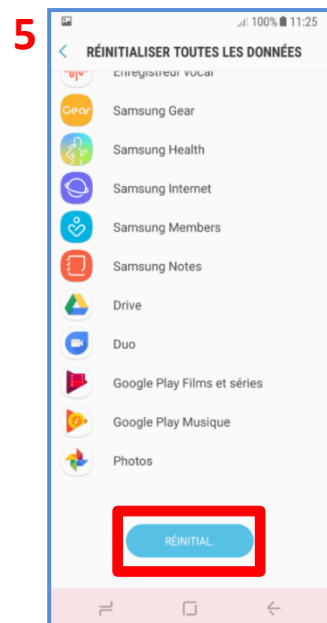 5
100% 11:25
RÉINITIALISER TOUTES LES DONNÉES
Enregistreur vocal
Gear
Samsung Gear
Samsung Health
Samsung Internet
Samsung Members
Samsung Notes
Drive
Duo
Google Play Films et séries
Google Play Musique
Photos
RÉINITIAL.